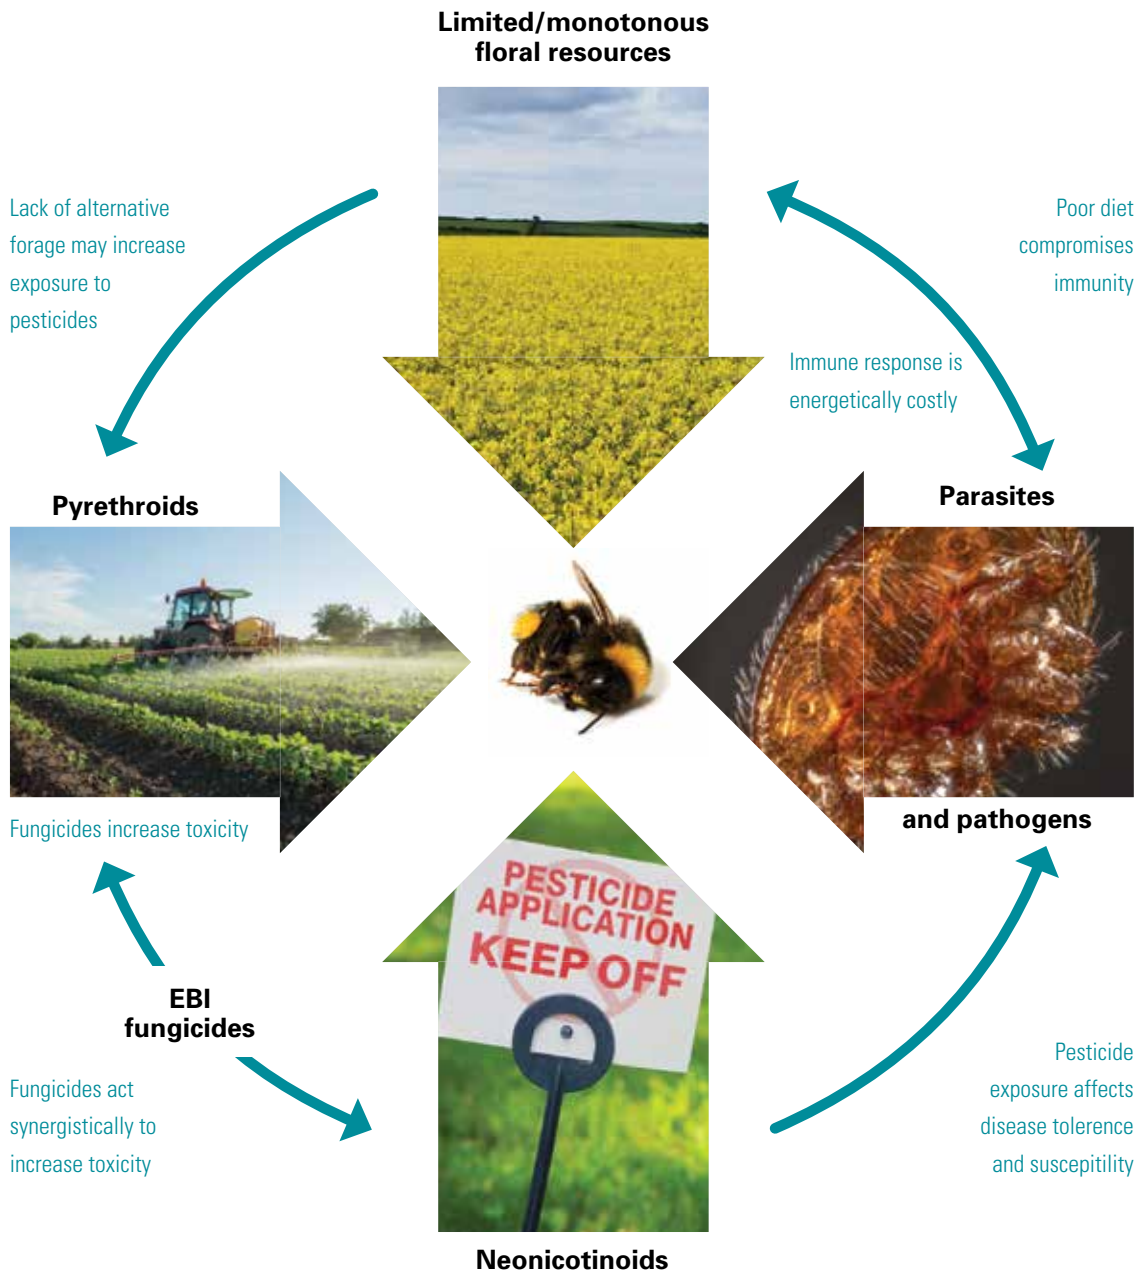 Limited/monotonous
floral resources
Lack of alternative
forage may increase
exposure to
pesticides
Poor diet
compromises
immunity
Immune response is
energetically costly
Pyrethroids
Parasites
and pathogens
Fungicides increase toxicity
PESTICIDE
APPLICATION
KEEP OFF
EBI
fungicides
Fungicides act
synergistically to
increase toxicity
Pesticide
exposure affects
disease tolerence
and suscepitility
Neonicotinoids